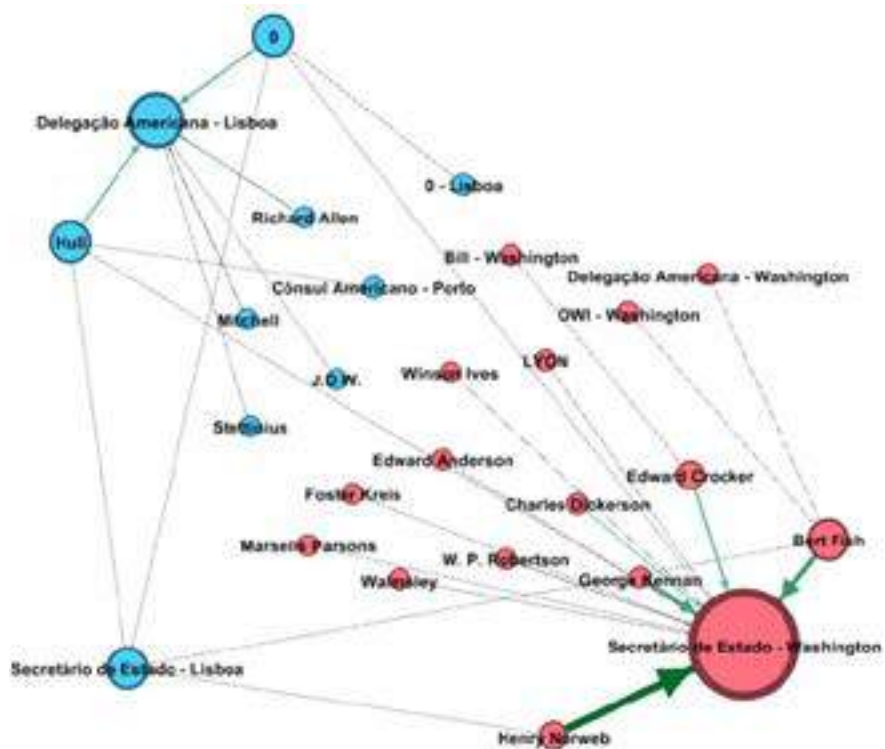 0
Delegação Americana - Lisboa
0 - Lisboa
Richard Allen
Hull
Bill - Washington
Delegação Americana - Washington
Cônsul Americano - Porto
OWI - Washington
Mitchell
LYON
Winson Ives
J.D.W.
Stettinius
Edward Anderson
Edward Crocker
Foster Kreis
Charles Dickerson
Bert Fish
Marselis Parsons
W. P. Robertson
Walmsley
George Kennan
Secretário de Estado - Washington
Secretário de Estado - Lisboa
Henry Norweb